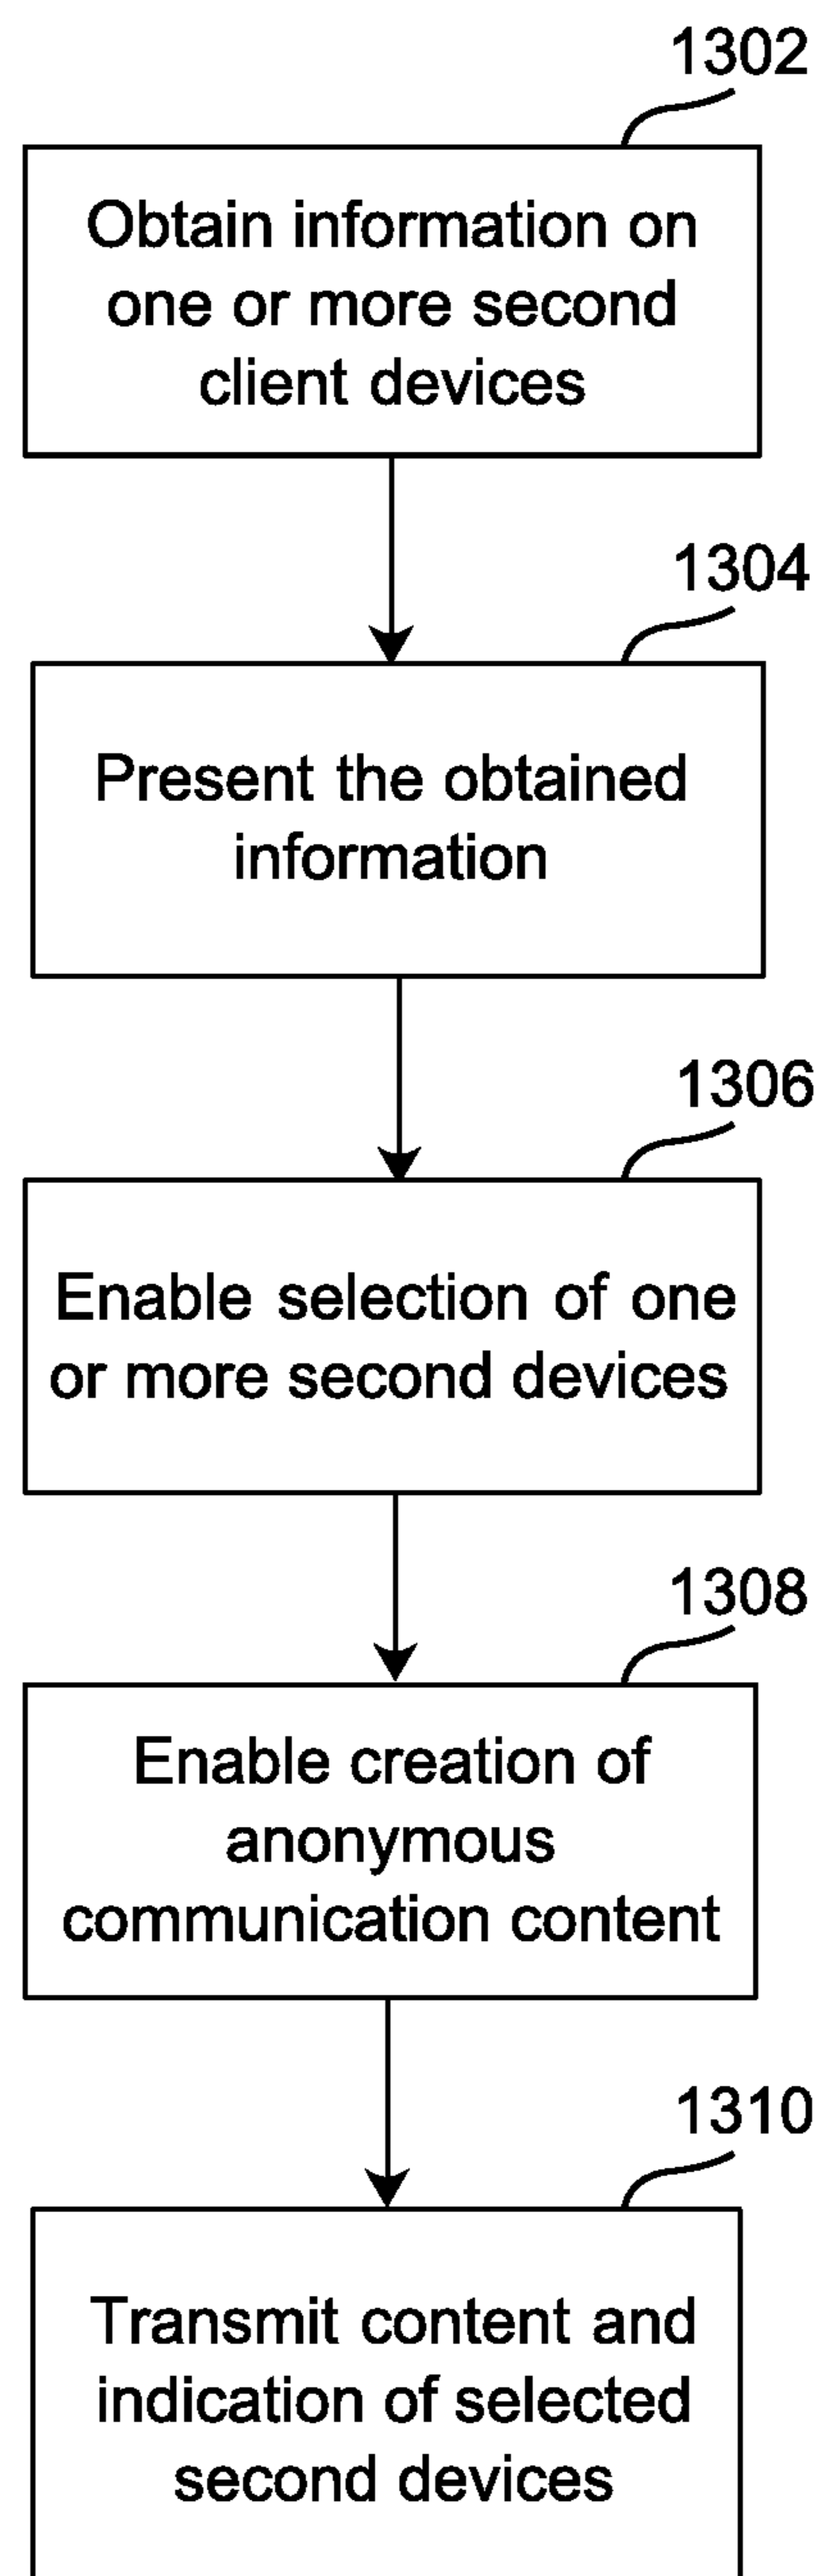 1302
Obtain information on
one or more second
client devices
1304
Present the obtained
information
1306
Enable selection of one
or more second devices
1308
Enable creation of
anonymous
communication content
1310
Transmit content and
indication of selected
second devices